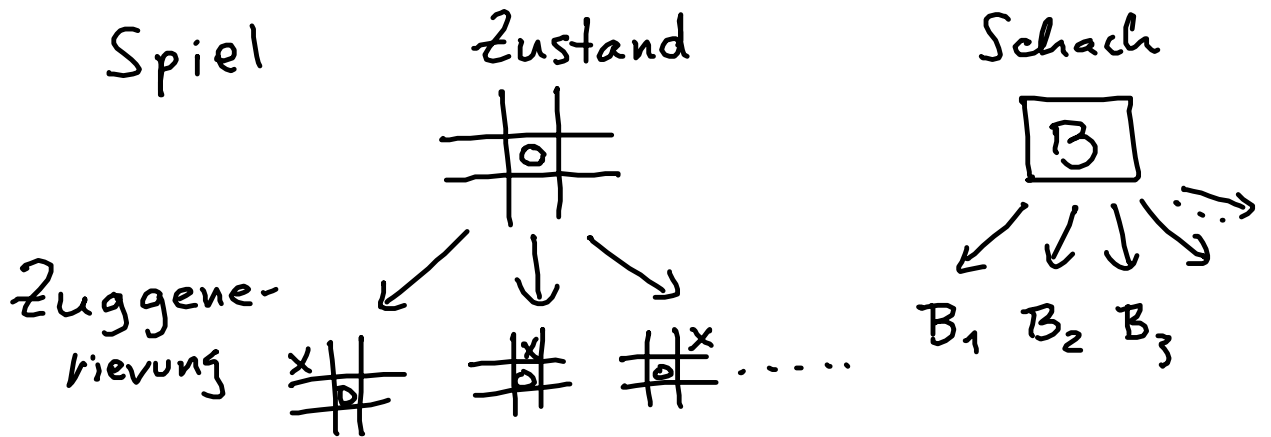 Spiel
Zustand
Schach
O
B
Zuggene-
rierung
X
O
X
O
X
O
B1 B2 B3